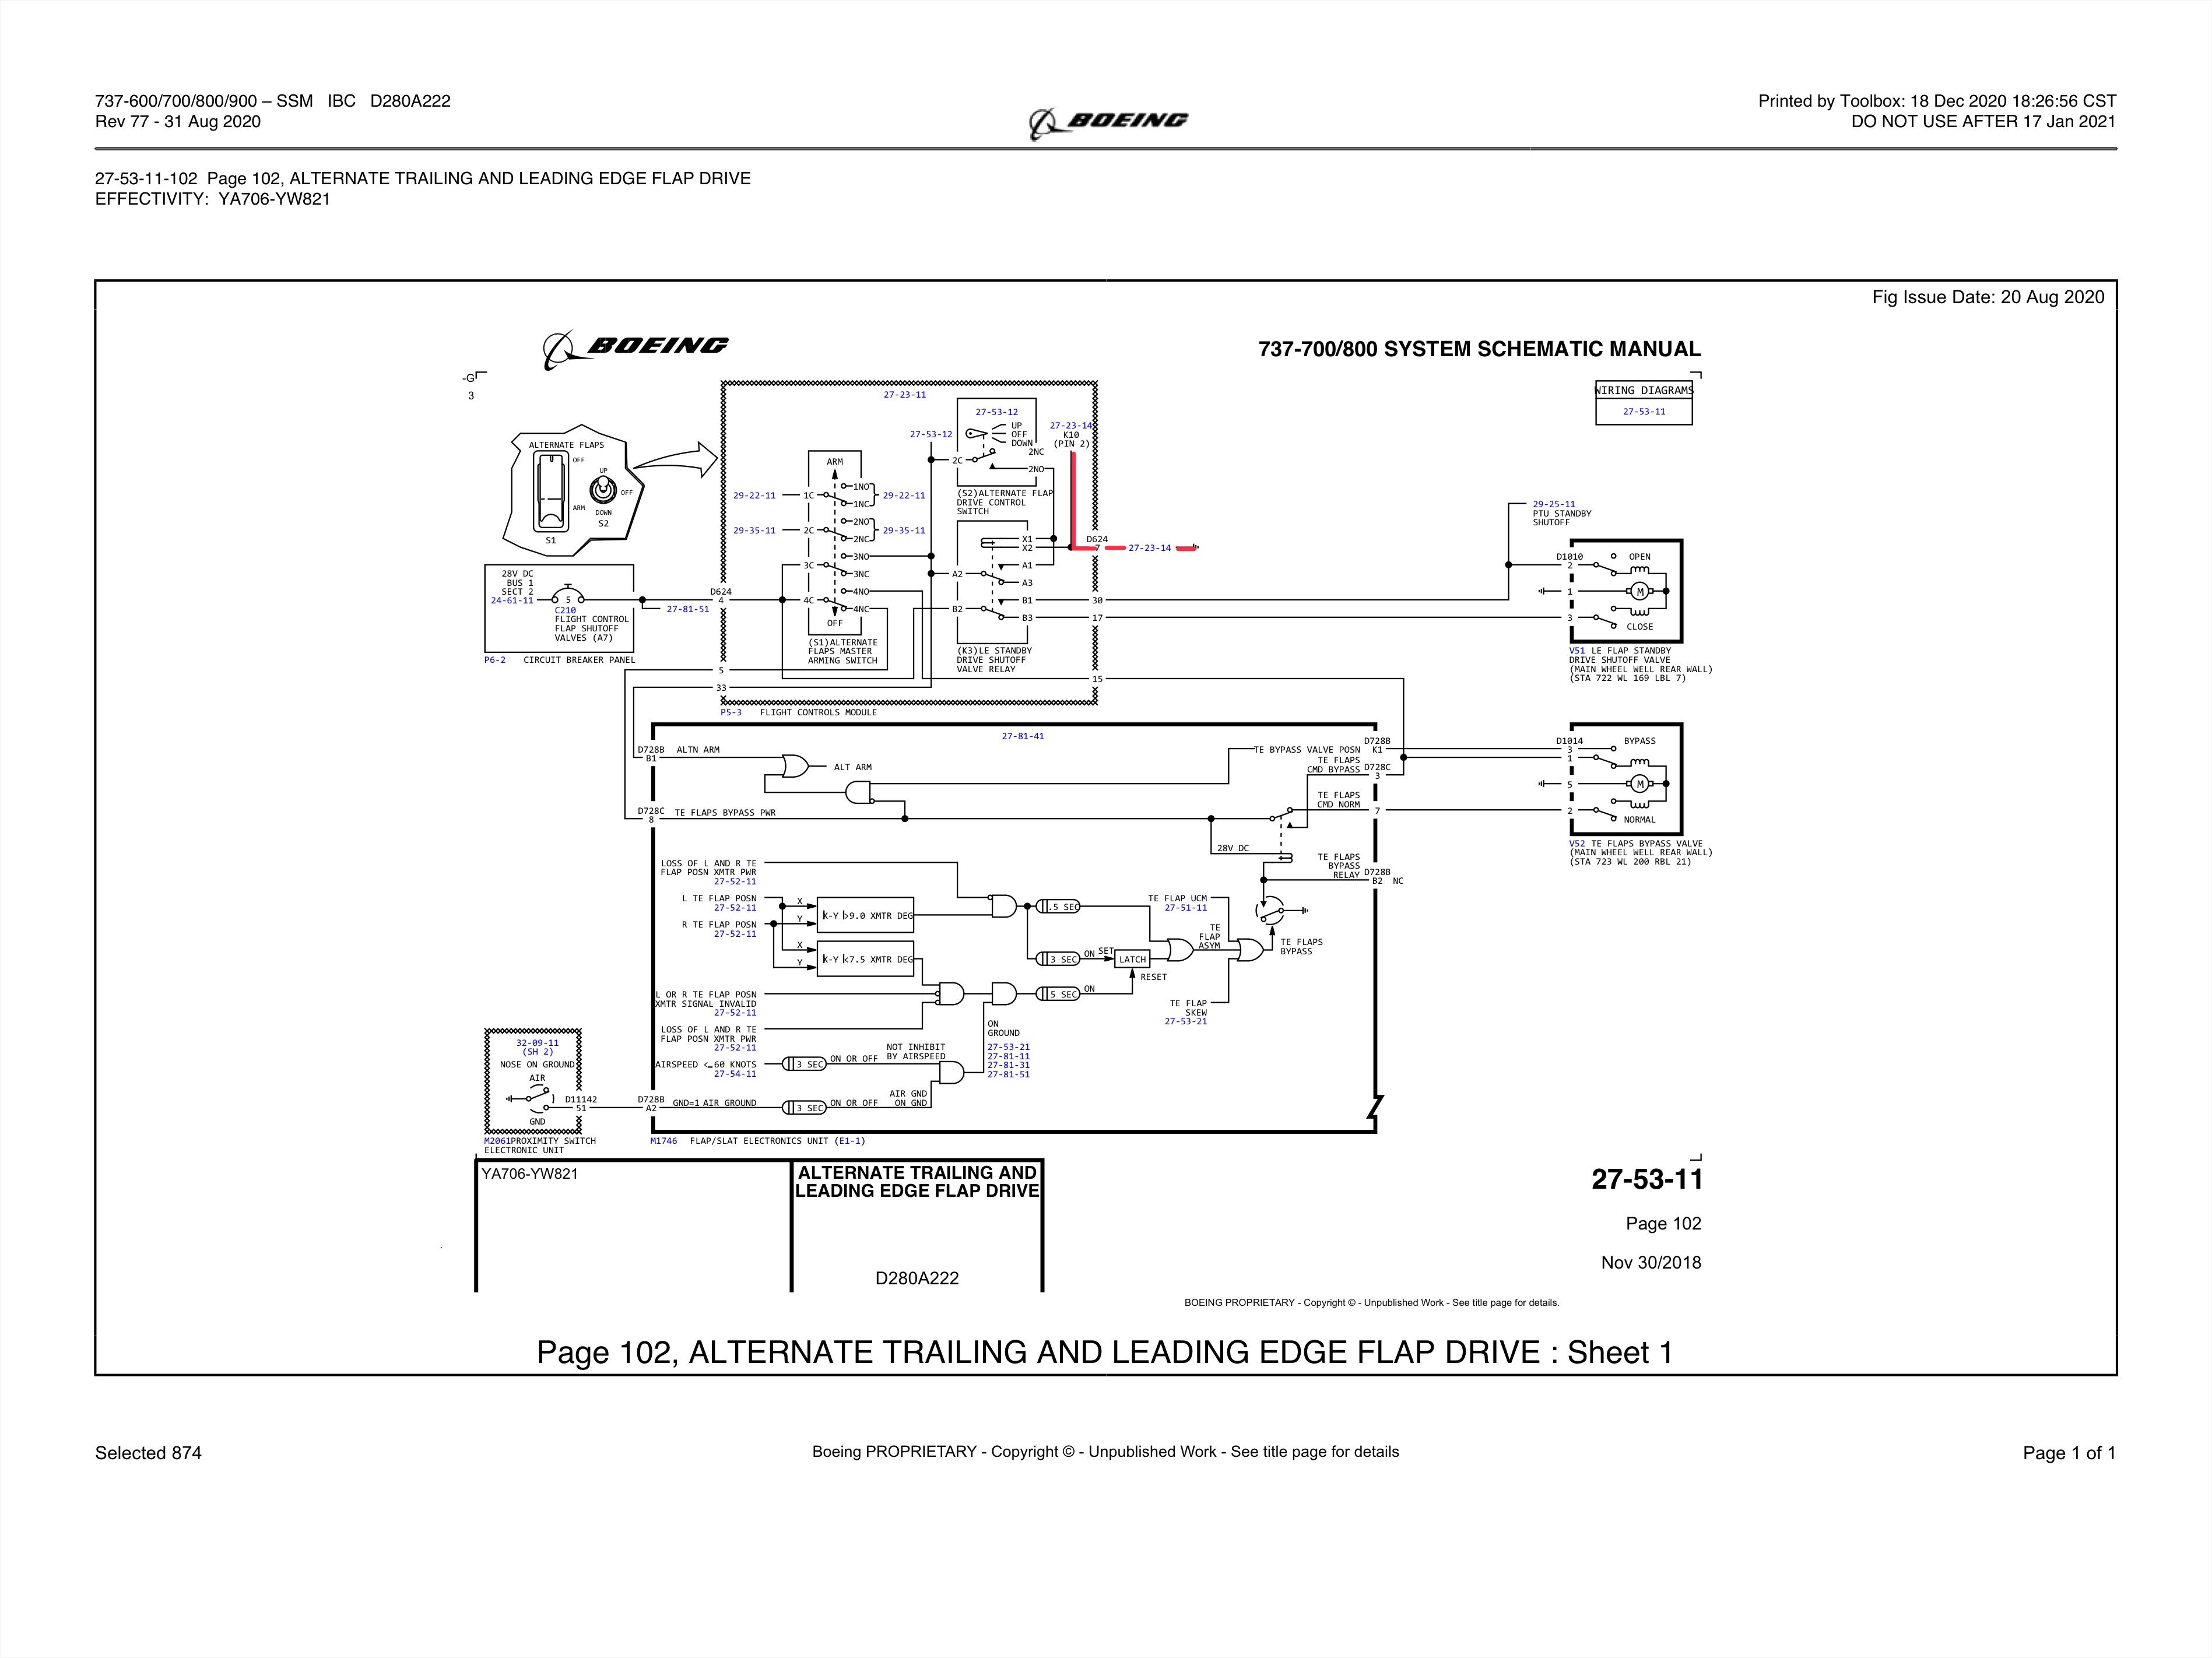 737-600/700/800/900 – SSM IBC D280A222
Rev 77 - 31 Aug 2020
BOEING
Printed by Toolbox: 18 Dec 2020 18:26:56 CST
DO NOT USE AFTER 17 Jan 2021
27-53-11-102 Page 102, ALTERNATE TRAILING AND LEADING EDGE FLAP DRIVE
EFFECTIVITY: YA706-YW821
Fig Issue Date: 20 Aug 2020
BOEING
737-700/800 SYSTEM SCHEMATIC MANUAL
-G
3
WIRING DIAGRAMS
27-53-11
ALTERNATE FLAPS
OFF
ARM
S1
UP
OFF
DOWN
S2
27-23-11
27-53-12
27-53-12
UP
OFF
DOWN
2C
2NC
2NO
(S2)ALTERNATE FLAP
DRIVE CONTROL
SWITCH
27-23-14
K10
(PIN 2)
ARM
29-22-11
1C
1NO
1NC
29-22-11
29-35-11
2C
2NO
2NC
29-35-11
3NO
3C
3NC
4NO
4C
4NC
OFF
(S1)ALTERNATE
FLAPS MASTER
ARMING SWITCH
X1
X2
A1
A2
A3
B1
B2
B3
(K3)LE STANDBY
DRIVE SHUTOFF
VALVE RELAY
D624
7
27-23-14
30
17
15
28V DC
BUS 1
SECT 2
24-61-11
5
C210
FLIGHT CONTROL
FLAP SHUTOFF
VALVES (A7)
P6-2 CIRCUIT BREAKER PANEL
27-81-51
D624
4
5
33
P5-3 FLIGHT CONTROLS MODULE
29-25-11
PTU STANDBY
SHUTOFF
D1010
2
1
3
OPEN
M
CLOSE
V51 LE FLAP STANDBY
DRIVE SHUTOFF VALVE
(MAIN WHEEL WELL REAR WALL)
(STA 722 WL 169 LBL 7)
27-81-41
D728B
B1
ALTN ARM
ALT ARM
D728C
8
TE FLAPS BYPASS PWR
TE BYPASS VALVE POSN
D728B
K1
TE FLAPS
CMD BYPASS
D728C
3
TE FLAPS
CMD NORM
7
28V DC
TE FLAPS
BYPASS
RELAY
D728B
B2 NC
D1014
3
1
5
2
BYPASS
M
NORMAL
V52 TE FLAPS BYPASS VALVE
(MAIN WHEEL WELL REAR WALL)
(STA 723 WL 200 RBL 21)
LOSS OF L AND R TE
FLAP POSN XMTR PWR
27-52-11
L TE FLAP POSN
27-52-11
R TE FLAP POSN
27-52-11
X
Y
X-Y >9.0 XMTR DEG
X
Y
X-Y <7.5 XMTR DEG
.5 SEC
3 SEC
ON
SET
LATCH
RESET
5 SEC
ON
TE FLAP UCM
27-51-11
TE
FLAP
ASYM
TE FLAPS
BYPASS
TE FLAP
SKEW
27-53-21
L OR R TE FLAP POSN
XMTR SIGNAL INVALID
27-52-11
LOSS OF L AND R TE
FLAP POSN XMTR PWR
27-52-11
AIRSPEED <60 KNOTS
27-54-11
3 SEC
ON OR OFF
NOT INHIBIT
BY AIRSPEED
ON
GROUND
27-53-21
27-81-11
27-81-31
27-81-51
32-09-11
(SH 2)
NOSE ON GROUND
AIR
GND
D11142
51
M2061PROXIMITY SWITCH
ELECTRONIC UNIT
D728B
A2
GND=1 AIR GROUND
3 SEC
ON OR OFF
AIR GND
ON GND
M1746 FLAP/SLAT ELECTRONICS UNIT (E1-1)
YA706-YW821
ALTERNATE TRAILING AND
LEADING EDGE FLAP DRIVE
D280A222
27-53-11
Page 102
Nov 30/2018
BOEING PROPRIETARY - Copyright © - Unpublished Work - See title page for details.
Page 102, ALTERNATE TRAILING AND LEADING EDGE FLAP DRIVE : Sheet 1
Selected 874
Boeing PROPRIETARY - Copyright © - Unpublished Work - See title page for details
Page 1 of 1